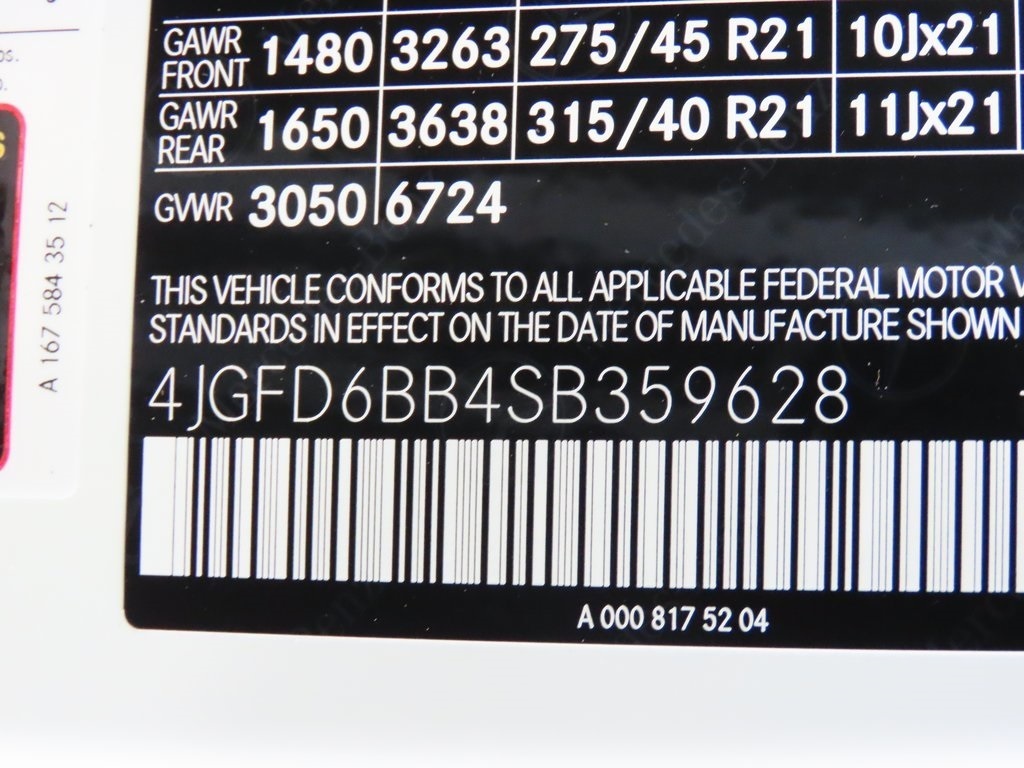 GAWR FRONT 1480 3263 275/45 R21 10Jx21
GAWR REAR 1650 3638 315/40 R21 11Jx21
GVWR 3050 6724
THIS VEHICLE CONFORMS TO ALL APPLICABLE FEDERAL MOTOR V
STANDARDS IN EFFECT ON THE DATE OF MANUFACTURE SHOWN
4JGFD6BB4SB359628
A 000 817 52 04
A 167 584 35 12